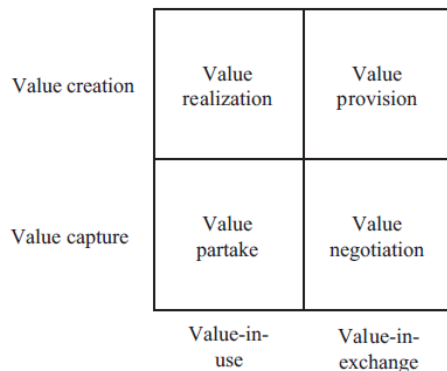 Value creation
Value
realization
Value
provision
Value capture
Value
partake
Value
negotiation
Value-in-
use
Value-in-
exchange